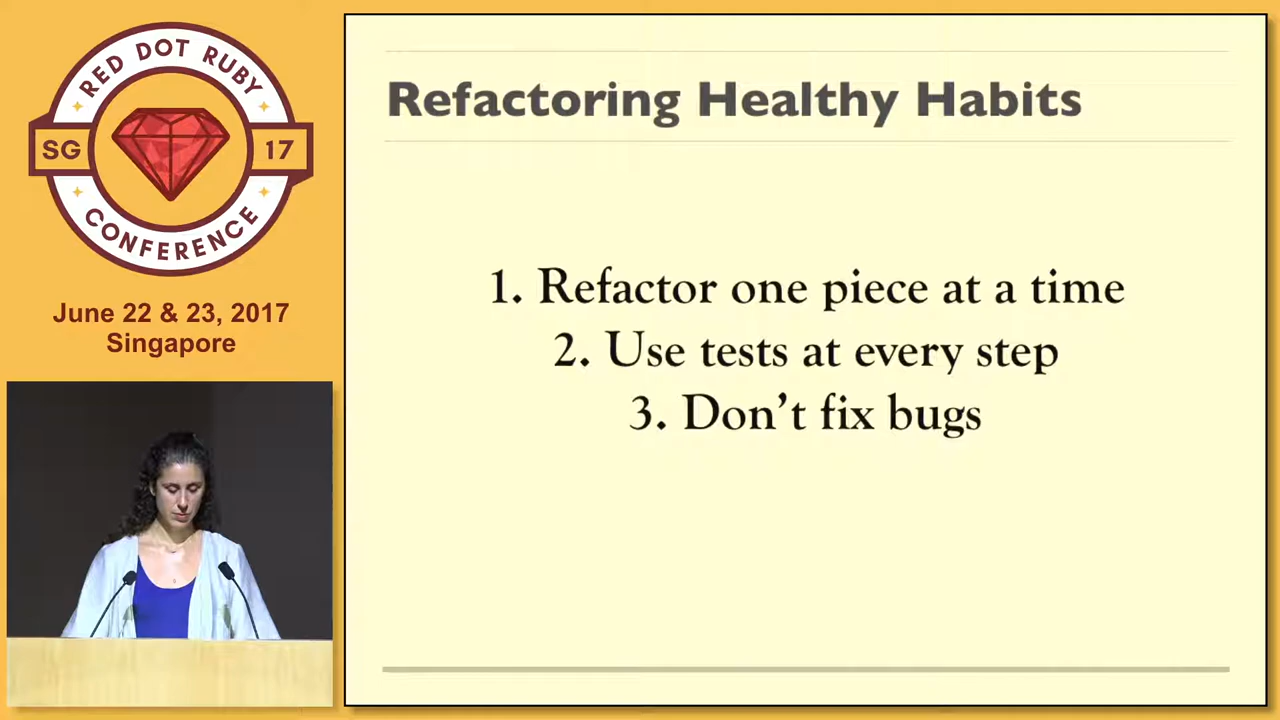 RED DOT RUBY
SG 17
CONFERENCE
June 22 & 23, 2017
Singapore
Refactoring Healthy Habits
1. Refactor one piece at a time
2. Use tests at every step
3. Don’t fix bugs